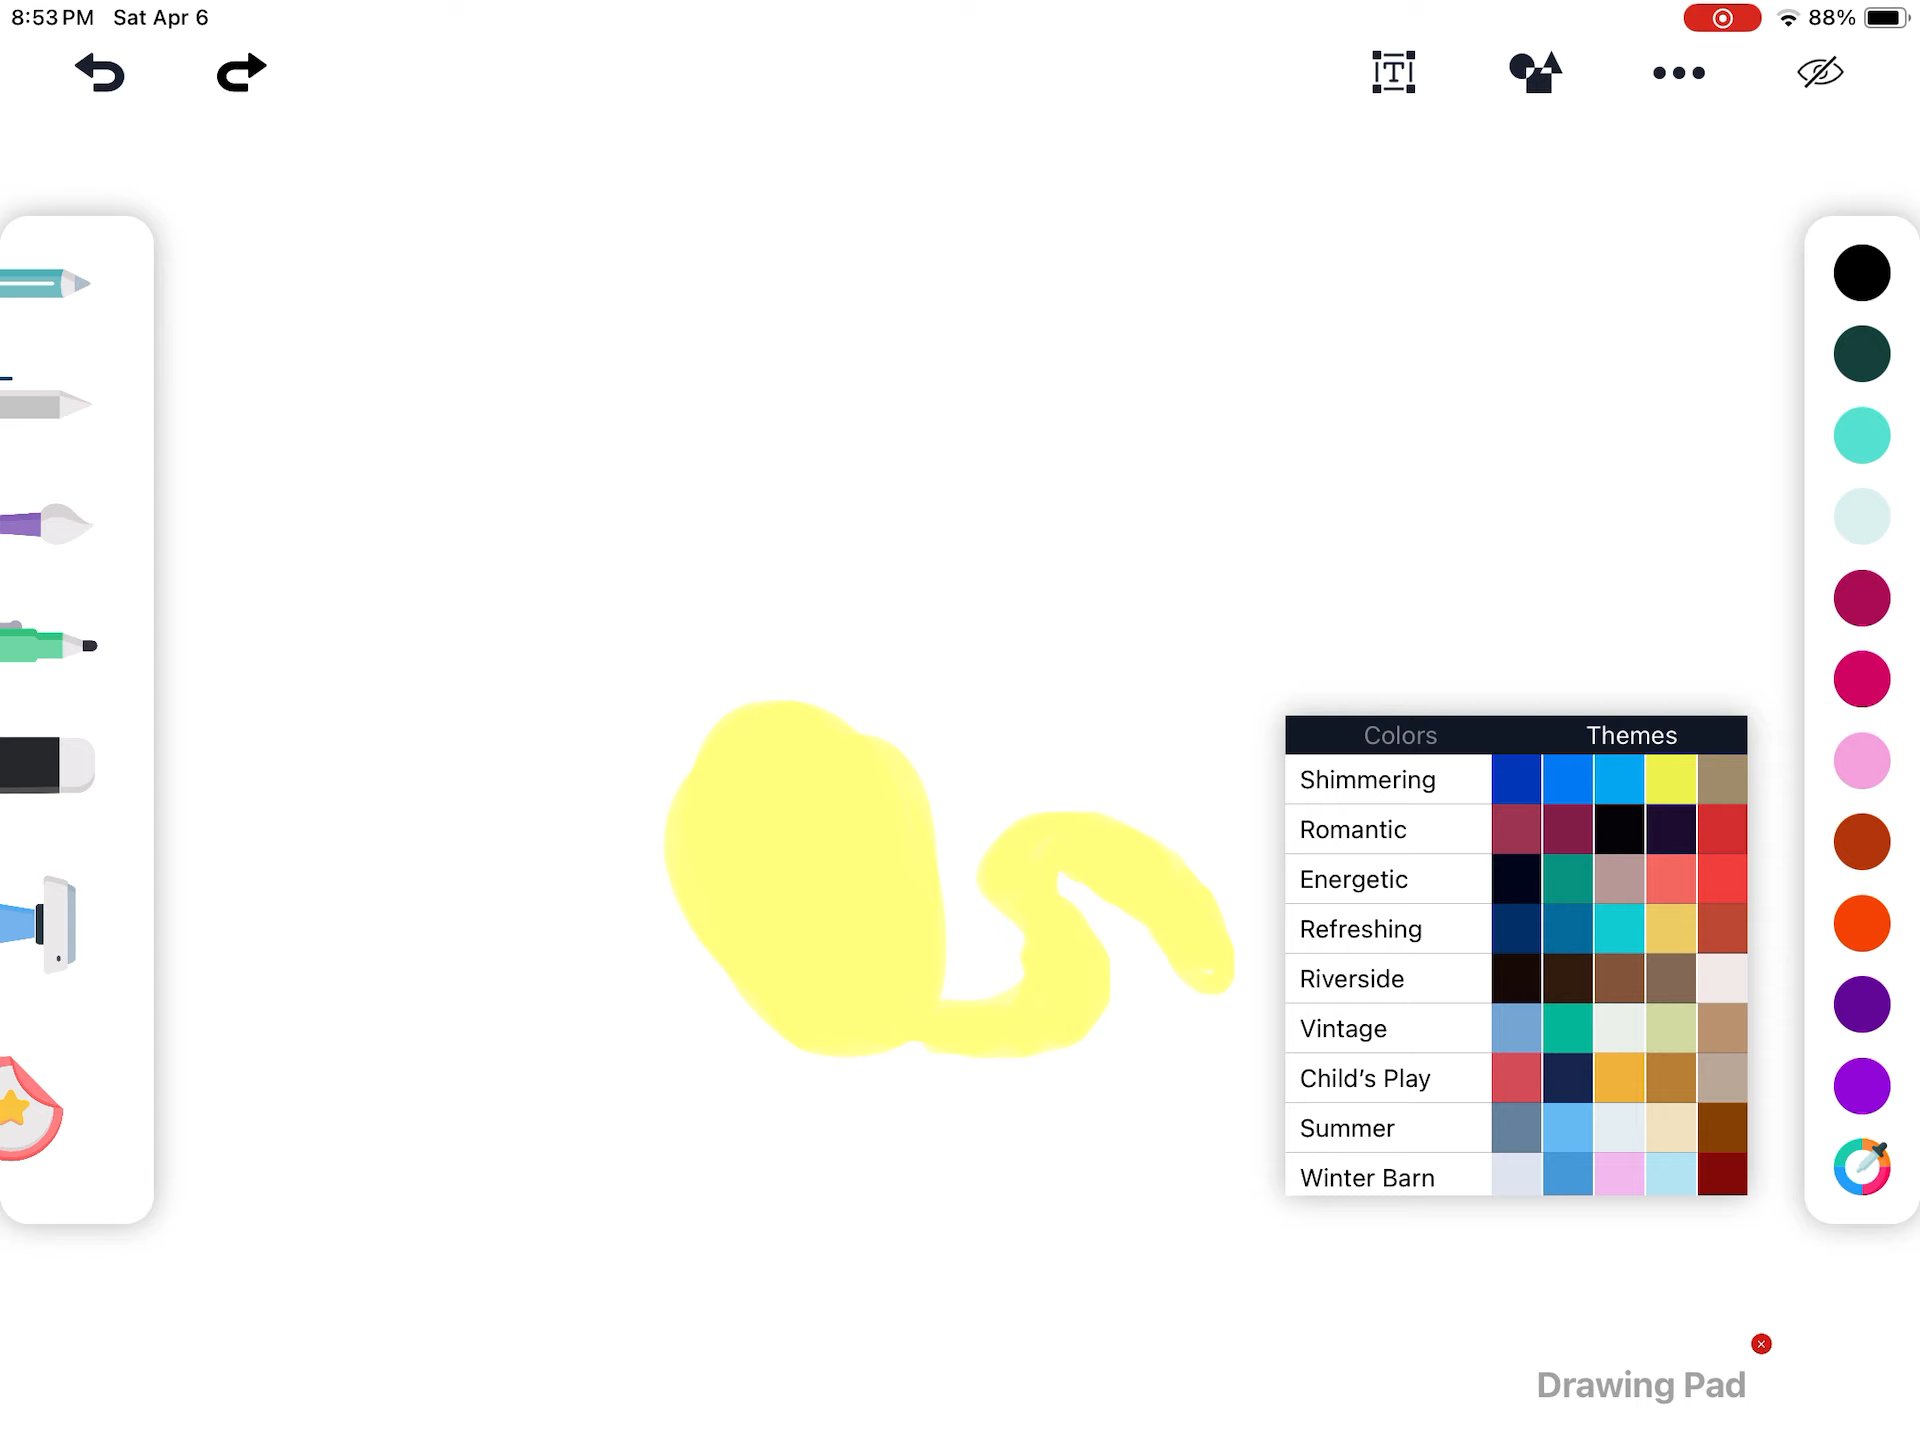 8:53 PM Sat Apr 6
88%
Colors Themes
Shimmering
Romantic
Energetic
Refreshing
Riverside
Vintage
Child’s Play
Summer
Winter Barn
Drawing Pad